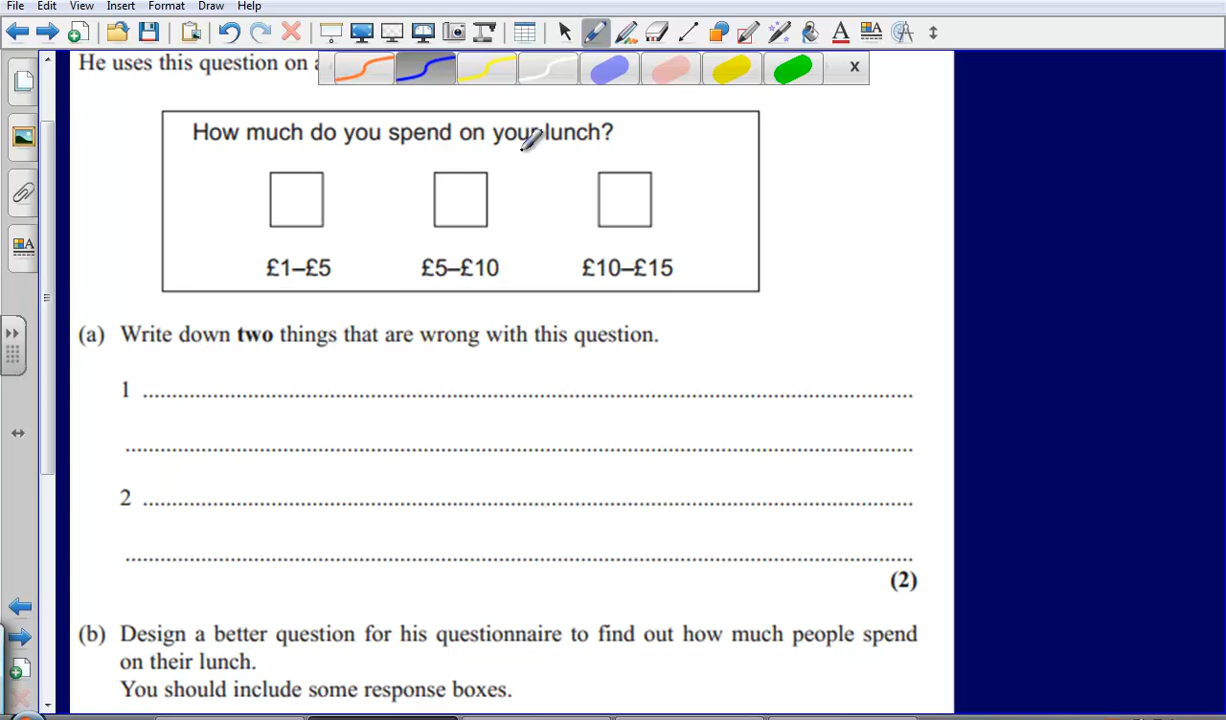 File Edit View Insert Format Draw Help
He uses this question on
How much do you spend on your lunch?
£1–£5 £5–£10 £10–£15
(a) Write down two things that are wrong with this question.
1
2
(2)
(b) Design a better question for his questionnaire to find out how much people spend
on their lunch.
You should include some response boxes.